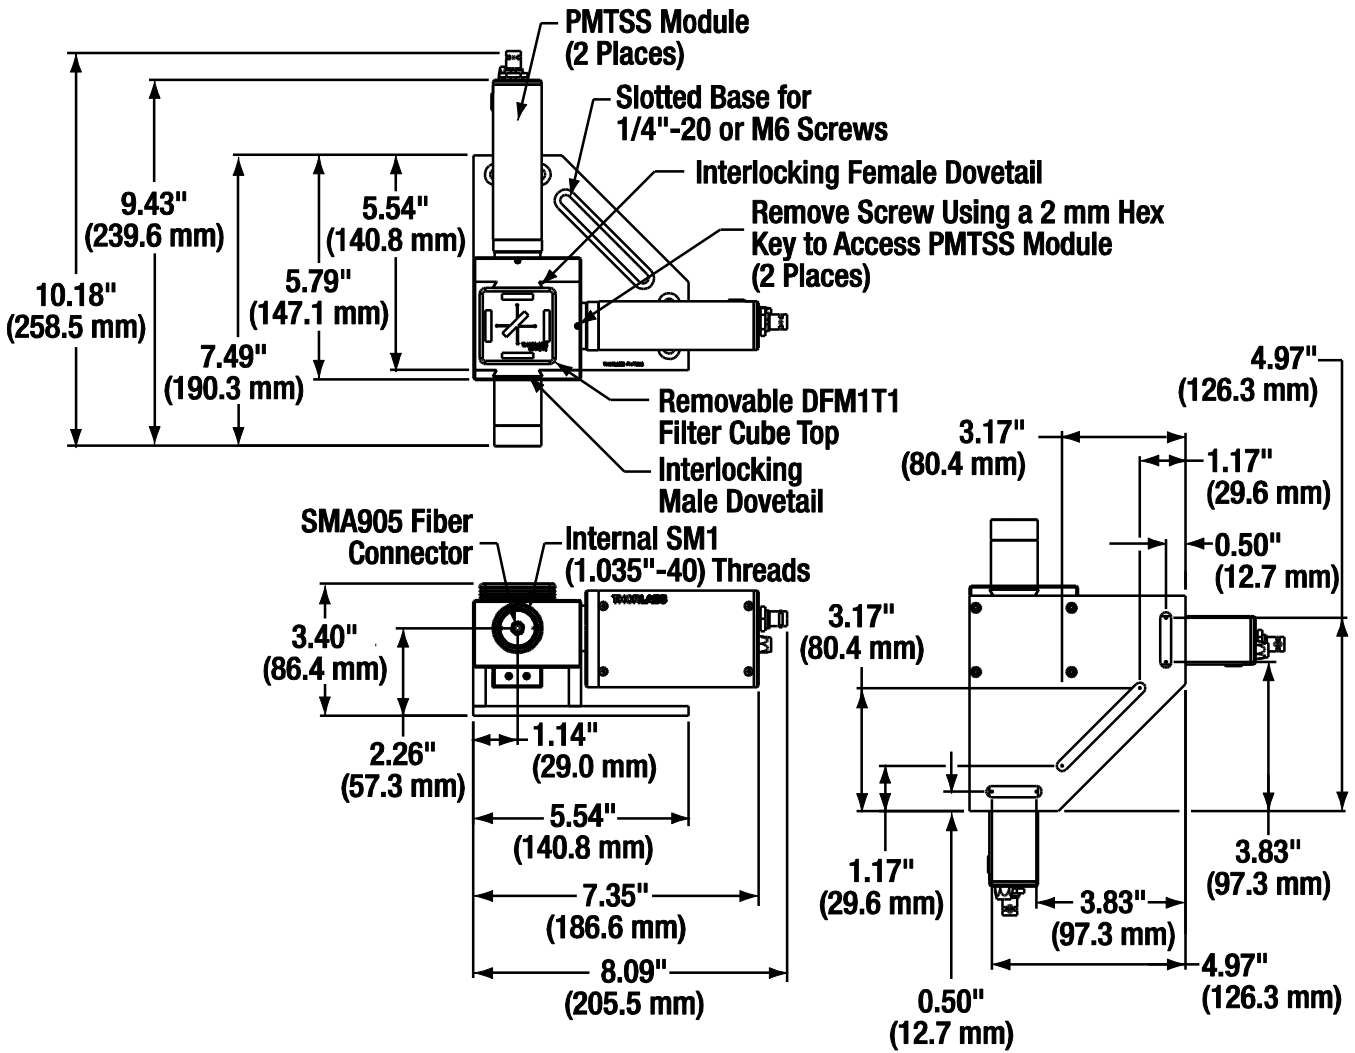 PMTSS Module
(2 Places)
Slotted Base for
1/4"-20 or M6 Screws
Interlocking Female Dovetail
Remove Screw Using a 2 mm Hex
Key to Access PMTSS Module
(2 Places)
9.43"
(239.6 mm)
5.54"
(140.8 mm)
10.18"
(258.5 mm)
5.79"
(147.1 mm)
7.49"
(190.3 mm)
Removable DFM1T1
Filter Cube Top
Interlocking
Male Dovetail
4.97"
(126.3 mm)
3.17"
(80.4 mm)
1.17"
(29.6 mm)
0.50"
(12.7 mm)
SMA905 Fiber
Connector
Internal SM1
(1.035"-40) Threads
THORLABS
3.40"
(86.4 mm)
2.26"
(57.3 mm)
1.14"
(29.0 mm)
5.54"
(140.8 mm)
7.35"
(186.6 mm)
8.09"
(205.5 mm)
3.17"
(80.4 mm)
1.17"
(29.6 mm)
3.83"
(97.3 mm)
3.83"
(97.3 mm)
4.97"
(126.3 mm)
0.50"
(12.7 mm)